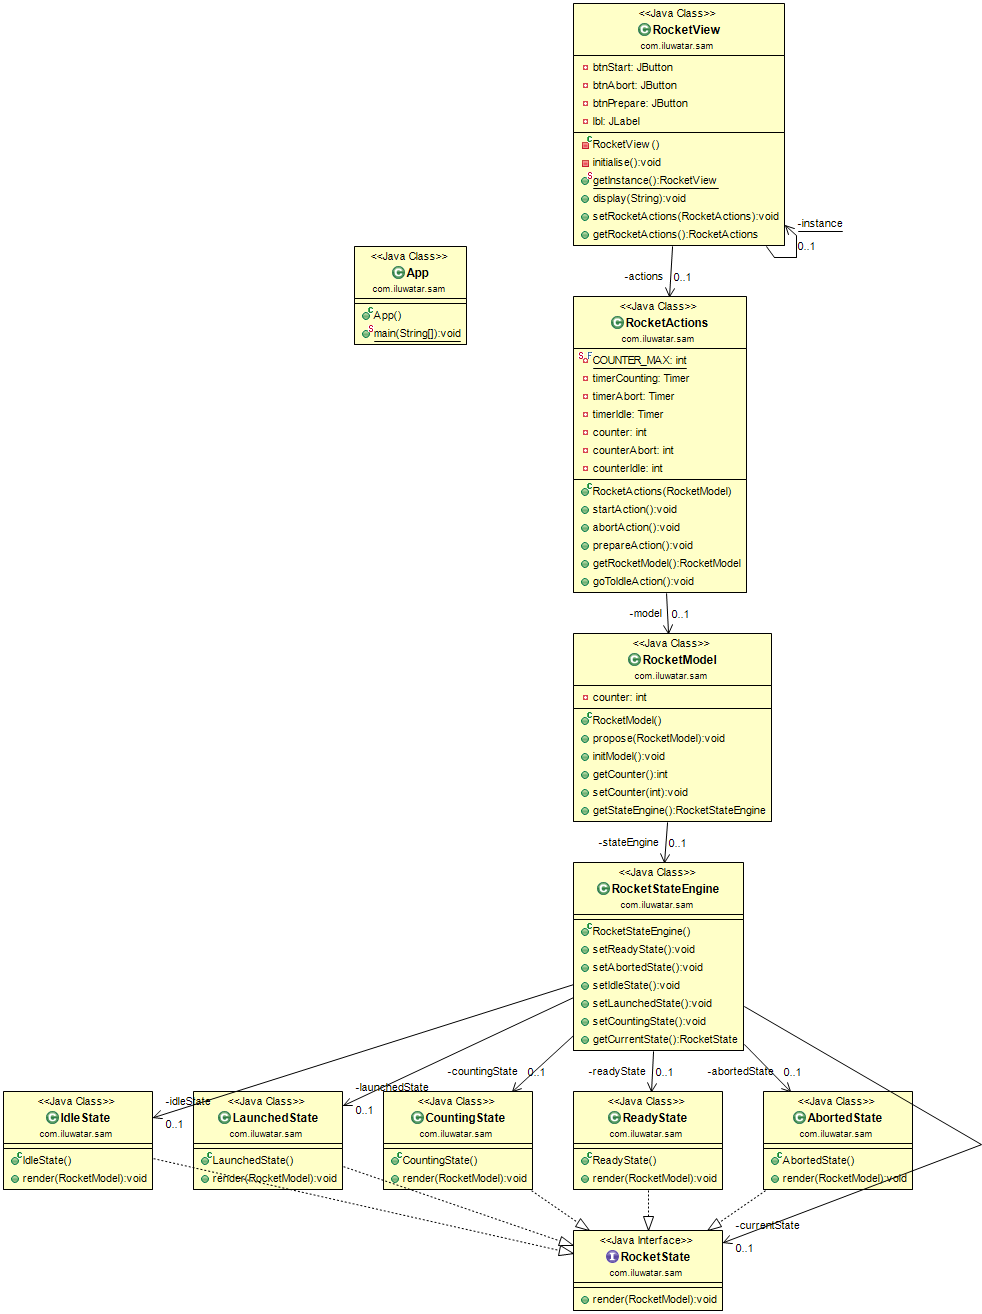 <<Java Class>>
RocketView
com.iluwatar.sam
btnStart: JButton
btnAbort: JButton
btnPrepare: JButton
lbl: JLabel
RocketView()
initialise():void
getInstance():RocketView
display(String):void
setRocketActions(RocketActions):void
getRocketActions():RocketActions
-instance
0..1
<<Java Class>>
App
com.iluwatar.sam
App()
main(String[]):void
-actions
0..1
<<Java Class>>
RocketActions
com.iluwatar.sam
COUNTER_MAX: int
timerCounting: Timer
timerAbort: Timer
timerIdle: Timer
counter: int
counterAbort: int
counterIdle: int
RocketActions(RocketModel)
startAction():void
abortAction():void
prepareAction():void
getRocketModel():RocketModel
goToIdleAction():void
-model
0..1
<<Java Class>>
RocketModel
com.iluwatar.sam
counter: int
RocketModel()
propose(RocketModel):void
initModel():void
getCounter():int
setCounter(int):void
getStateEngine():RocketStateEngine
-stateEngine
0..1
<<Java Class>>
RocketStateEngine
com.iluwatar.sam
RocketStateEngine()
setReadyState():void
setAbortedState():void
setIdleState():void
setLaunchedState():void
setCountingState():void
getCurrentState():RocketState
-idleState
0..1
-launchedState
0..1
-countingState
0..1
-readyState
0..1
-abortedState
0..1
<<Java Class>>
IdleState
com.iluwatar.sam
IdleState()
render(RocketModel):void
<<Java Class>>
LaunchedState
com.iluwatar.sam
LaunchedState()
render(RocketModel):void
<<Java Class>>
CountingState
com.iluwatar.sam
CountingState()
render(RocketModel):void
<<Java Class>>
ReadyState
com.iluwatar.sam
ReadyState()
render(RocketModel):void
<<Java Class>>
AbortedState
com.iluwatar.sam
AbortedState()
render(RocketModel):void
-currentState
0..1
<<Java Interface>>
RocketState
com.iluwatar.sam
render(RocketModel):void